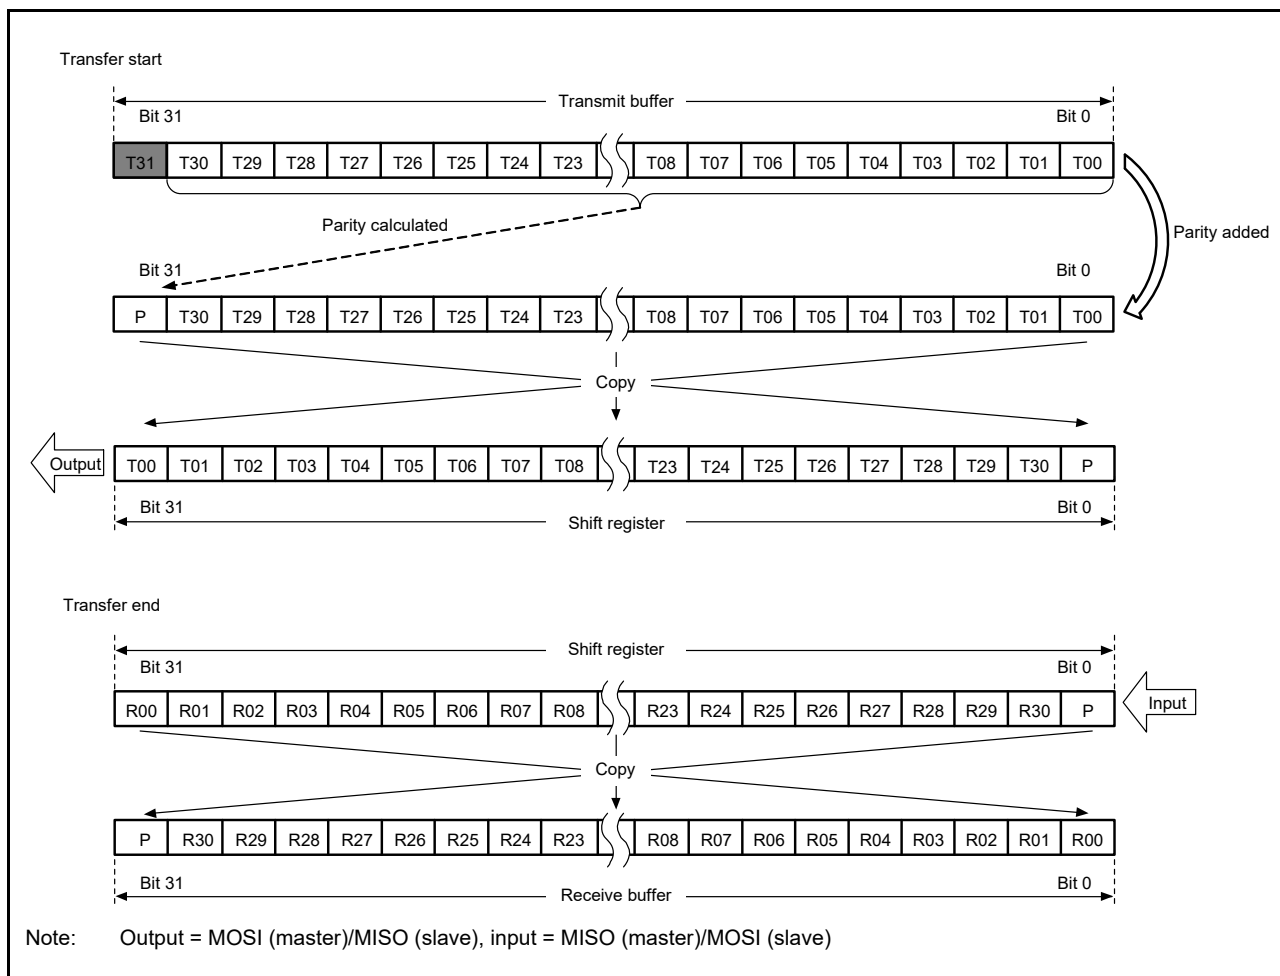 Transfer start
Transmit buffer
Bit 31 Bit 0
T31 T30 T29 T28 T27 T26 T25 T24 T23 T08 T07 T06 T05 T04 T03 T02 T01 T00
Parity calculated
Parity added
Bit 31 Bit 0
P T30 T29 T28 T27 T26 T25 T24 T23 T08 T07 T06 T05 T04 T03 T02 T01 T00
Copy
Output T00 T01 T02 T03 T04 T05 T06 T07 T08 T23 T24 T25 T26 T27 T28 T29 T30 P
Bit 31 Bit 0
Shift register
Transfer end
Shift register
Bit 31 Bit 0
R00 R01 R02 R03 R04 R05 R06 R07 R08 R23 R24 R25 R26 R27 R28 R29 R30 P Input
Copy
P R30 R29 R28 R27 R26 R25 R24 R23 R08 R07 R06 R05 R04 R03 R02 R01 R00
Bit 31 Bit 0
Receive buffer
Note: Output = MOSI (master)/MISO (slave), input = MISO (master)/MOSI (slave)